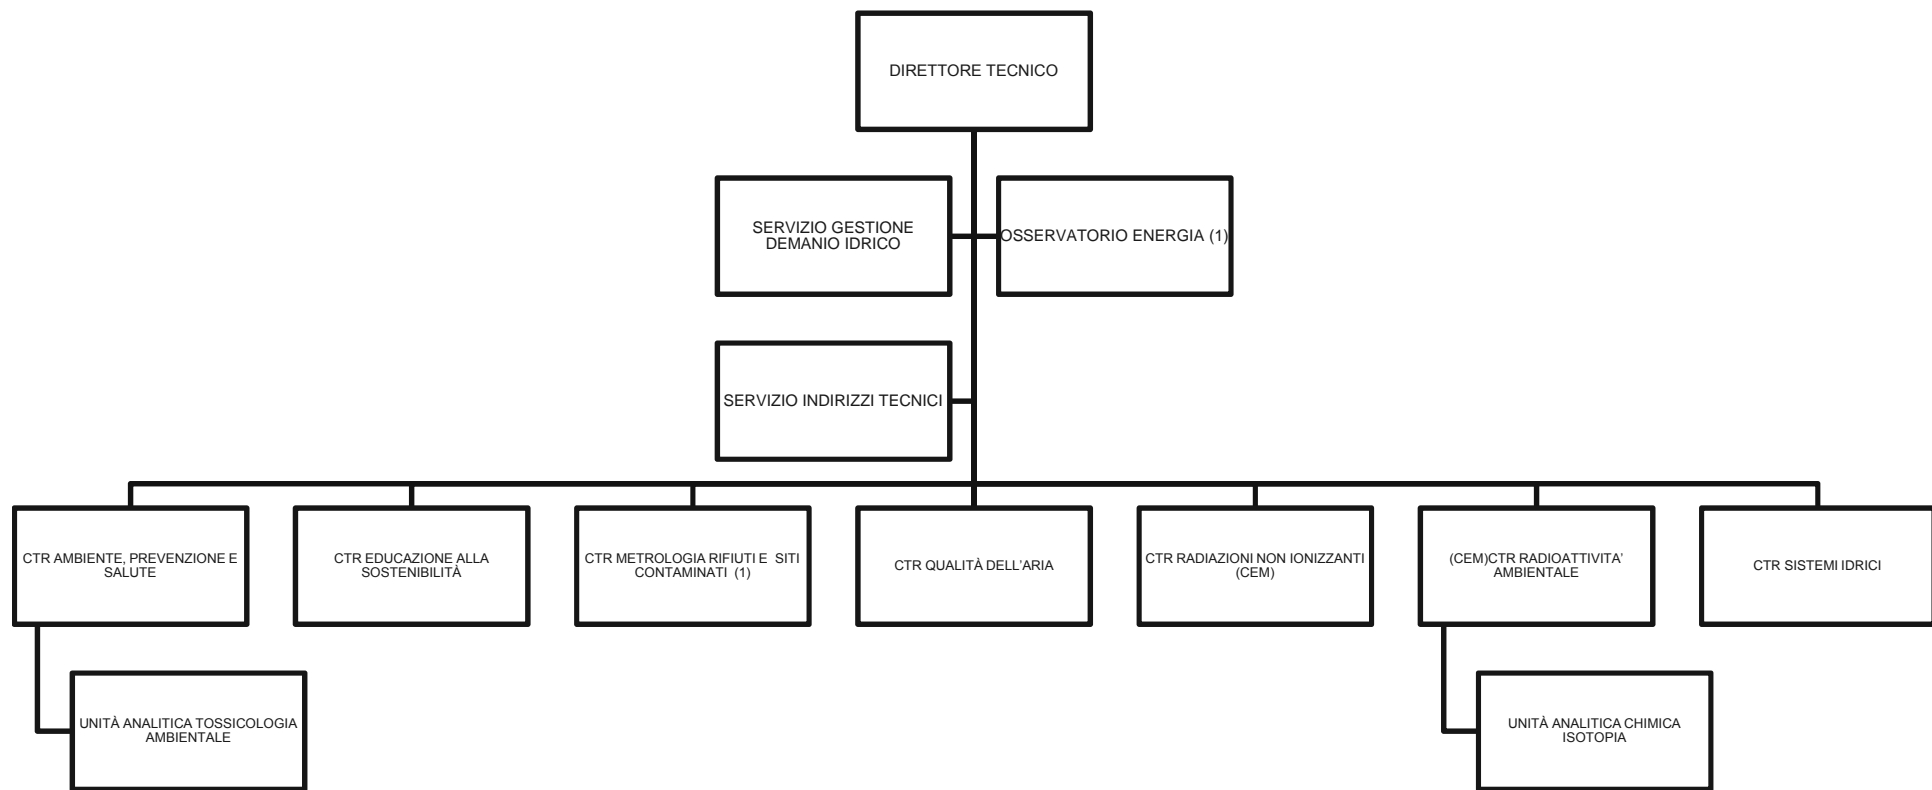 DIRETTORE TECNICO
SERVIZIO GESTIONE
DEMANIO IDRICO
OSSERVATORIO ENERGIA (1)
SERVIZIO INDIRIZZI TECNICI
CTR AMBIENTE, PREVENZIONE E
SALUTE
CTR EDUCAZIONE ALLA
SOSTENIBILITÀ
CTR METROLOGIA RIFIUTI E SITI
CONTAMINATI (1)
CTR QUALITÀ DELL'ARIA
CTR RADIAZIONI NON IONIZZANTI
(CEM)
(CEM)CTR RADIOATTIVITA'
AMBIENTALE
CTR SISTEMI IDRICI
UNITÀ ANALITICA TOSSICOLOGIA
AMBIENTALE
UNITÀ ANALITICA CHIMICA
ISOTOPIA